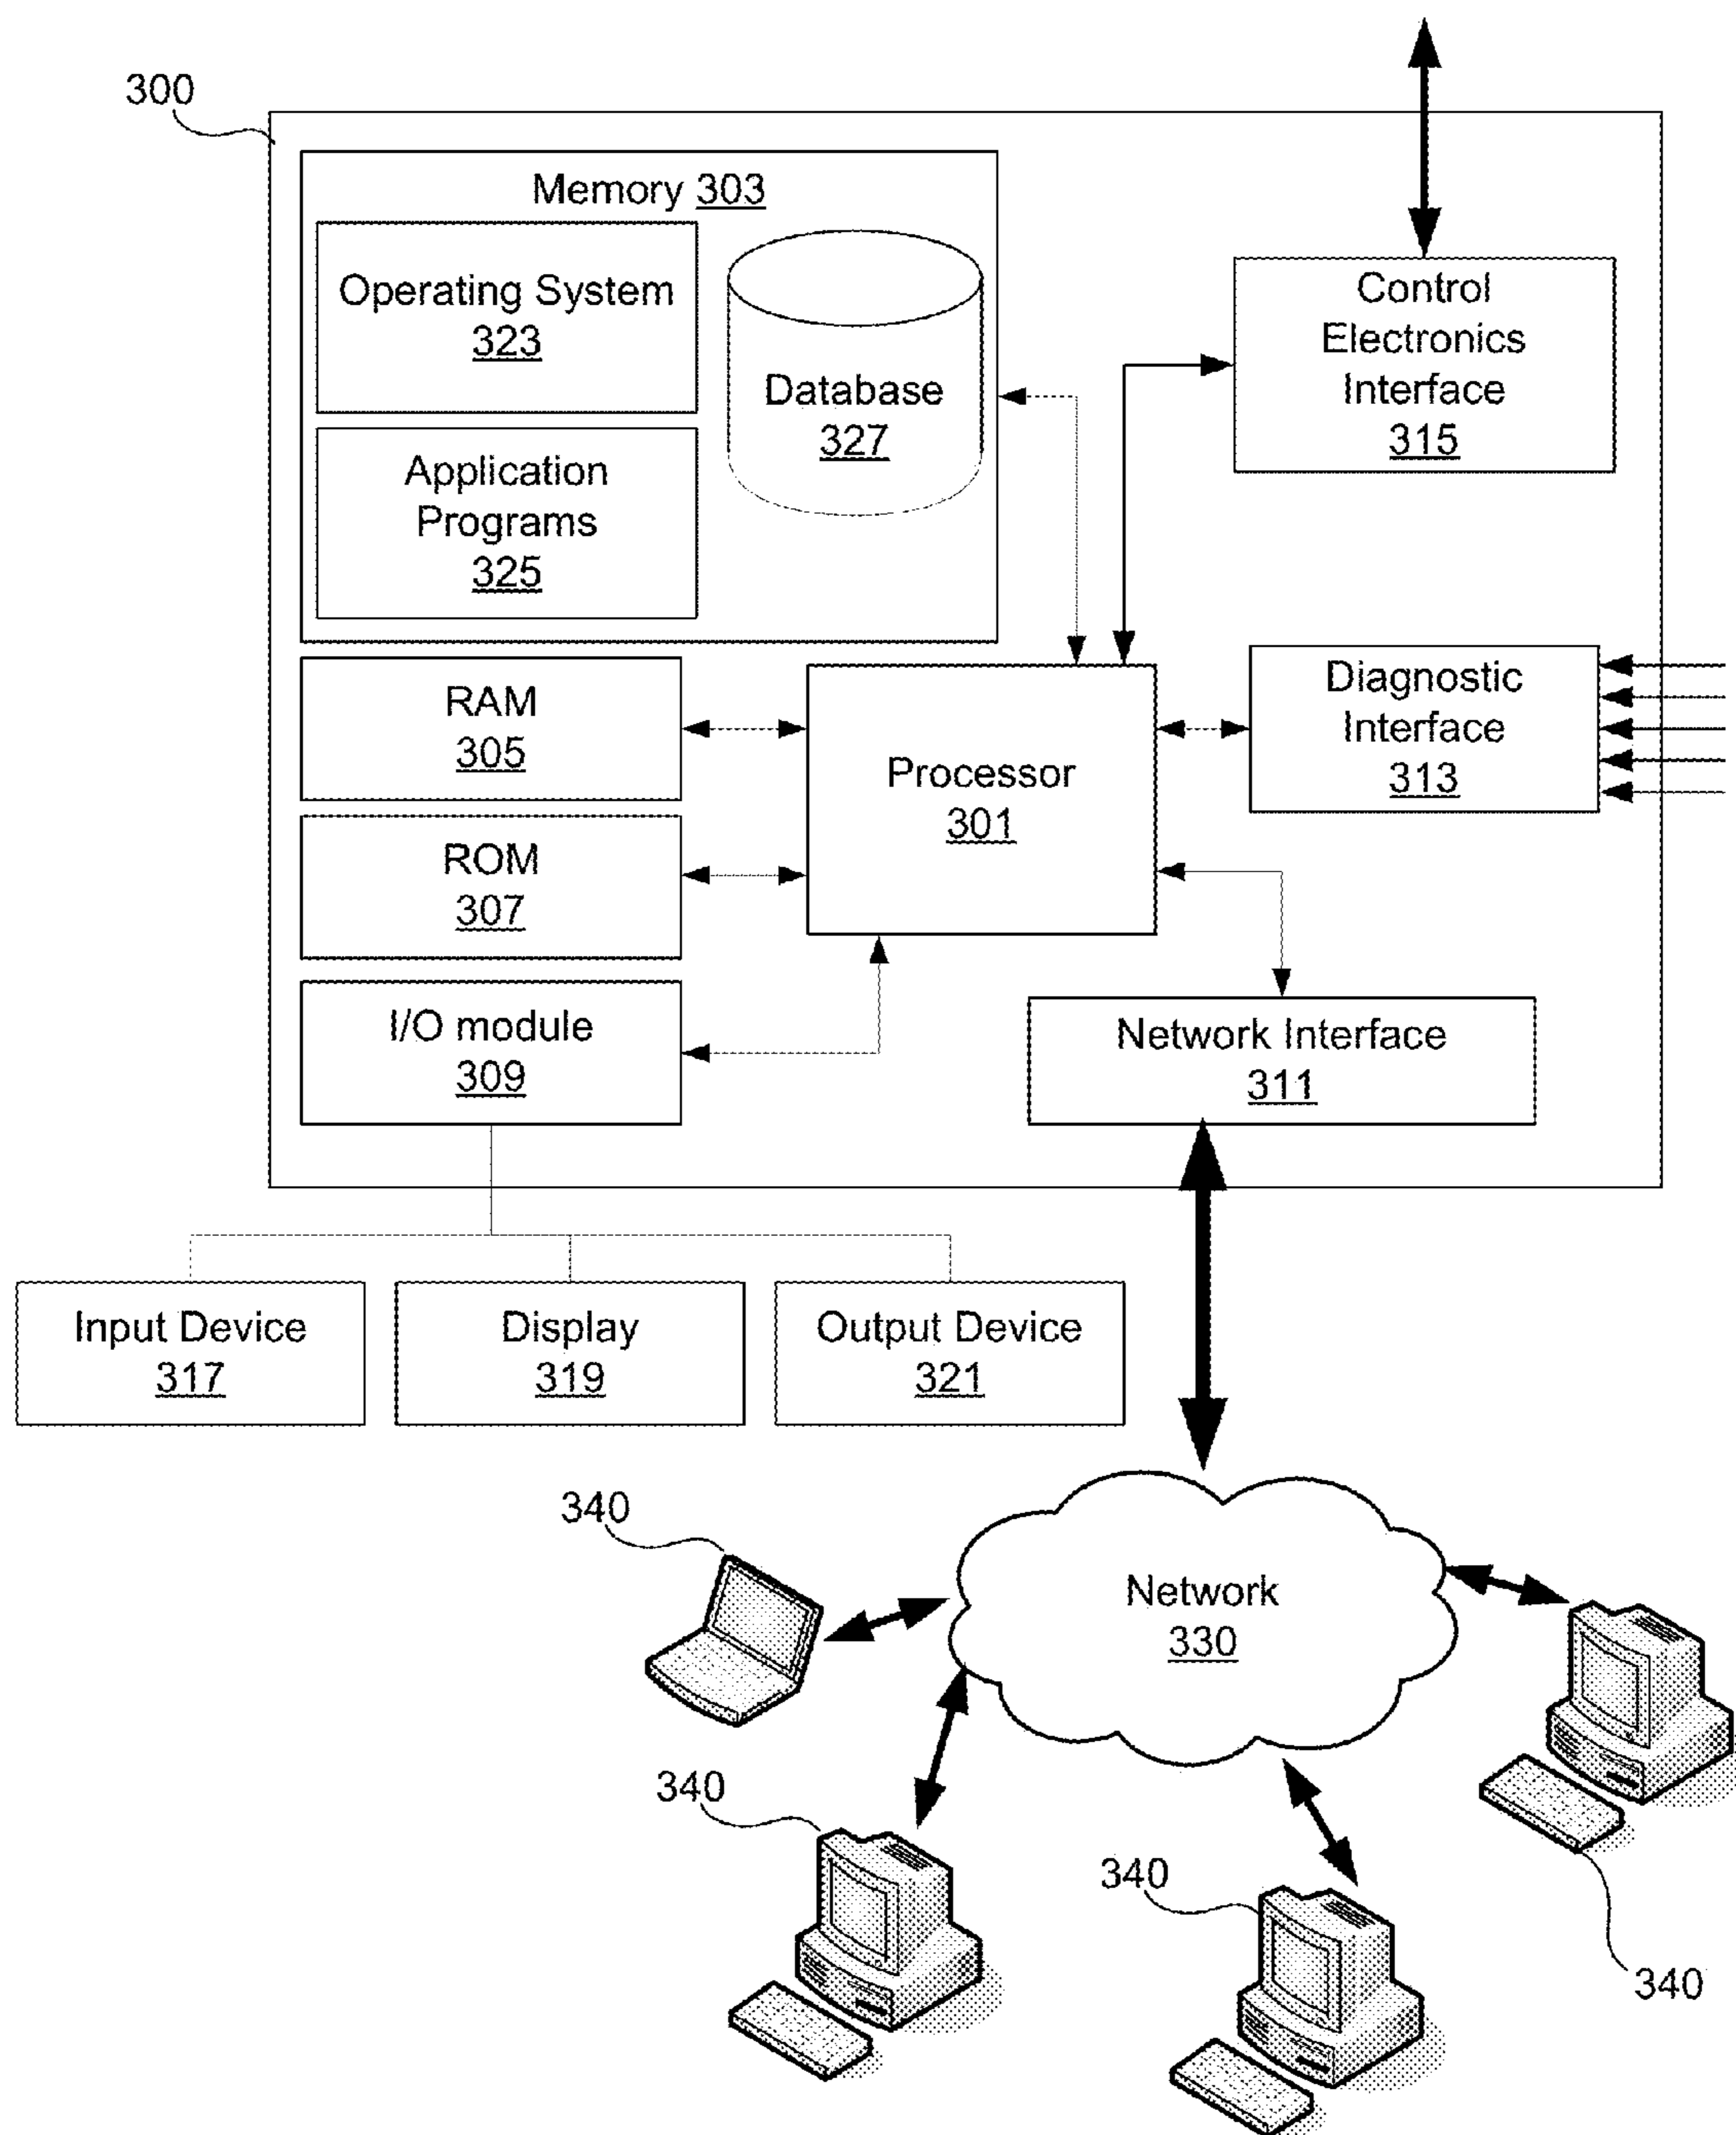 300
Memory 303
Operating System
323
Database
327
Application
Programs
325
Control
Electronics
Interface
315
RAM
305
Processor
301
Diagnostic
Interface
313
ROM
307
I/O module
309
Network Interface
311
Input Device
317
Display
319
Output Device
321
340
Network
330
340
340
340